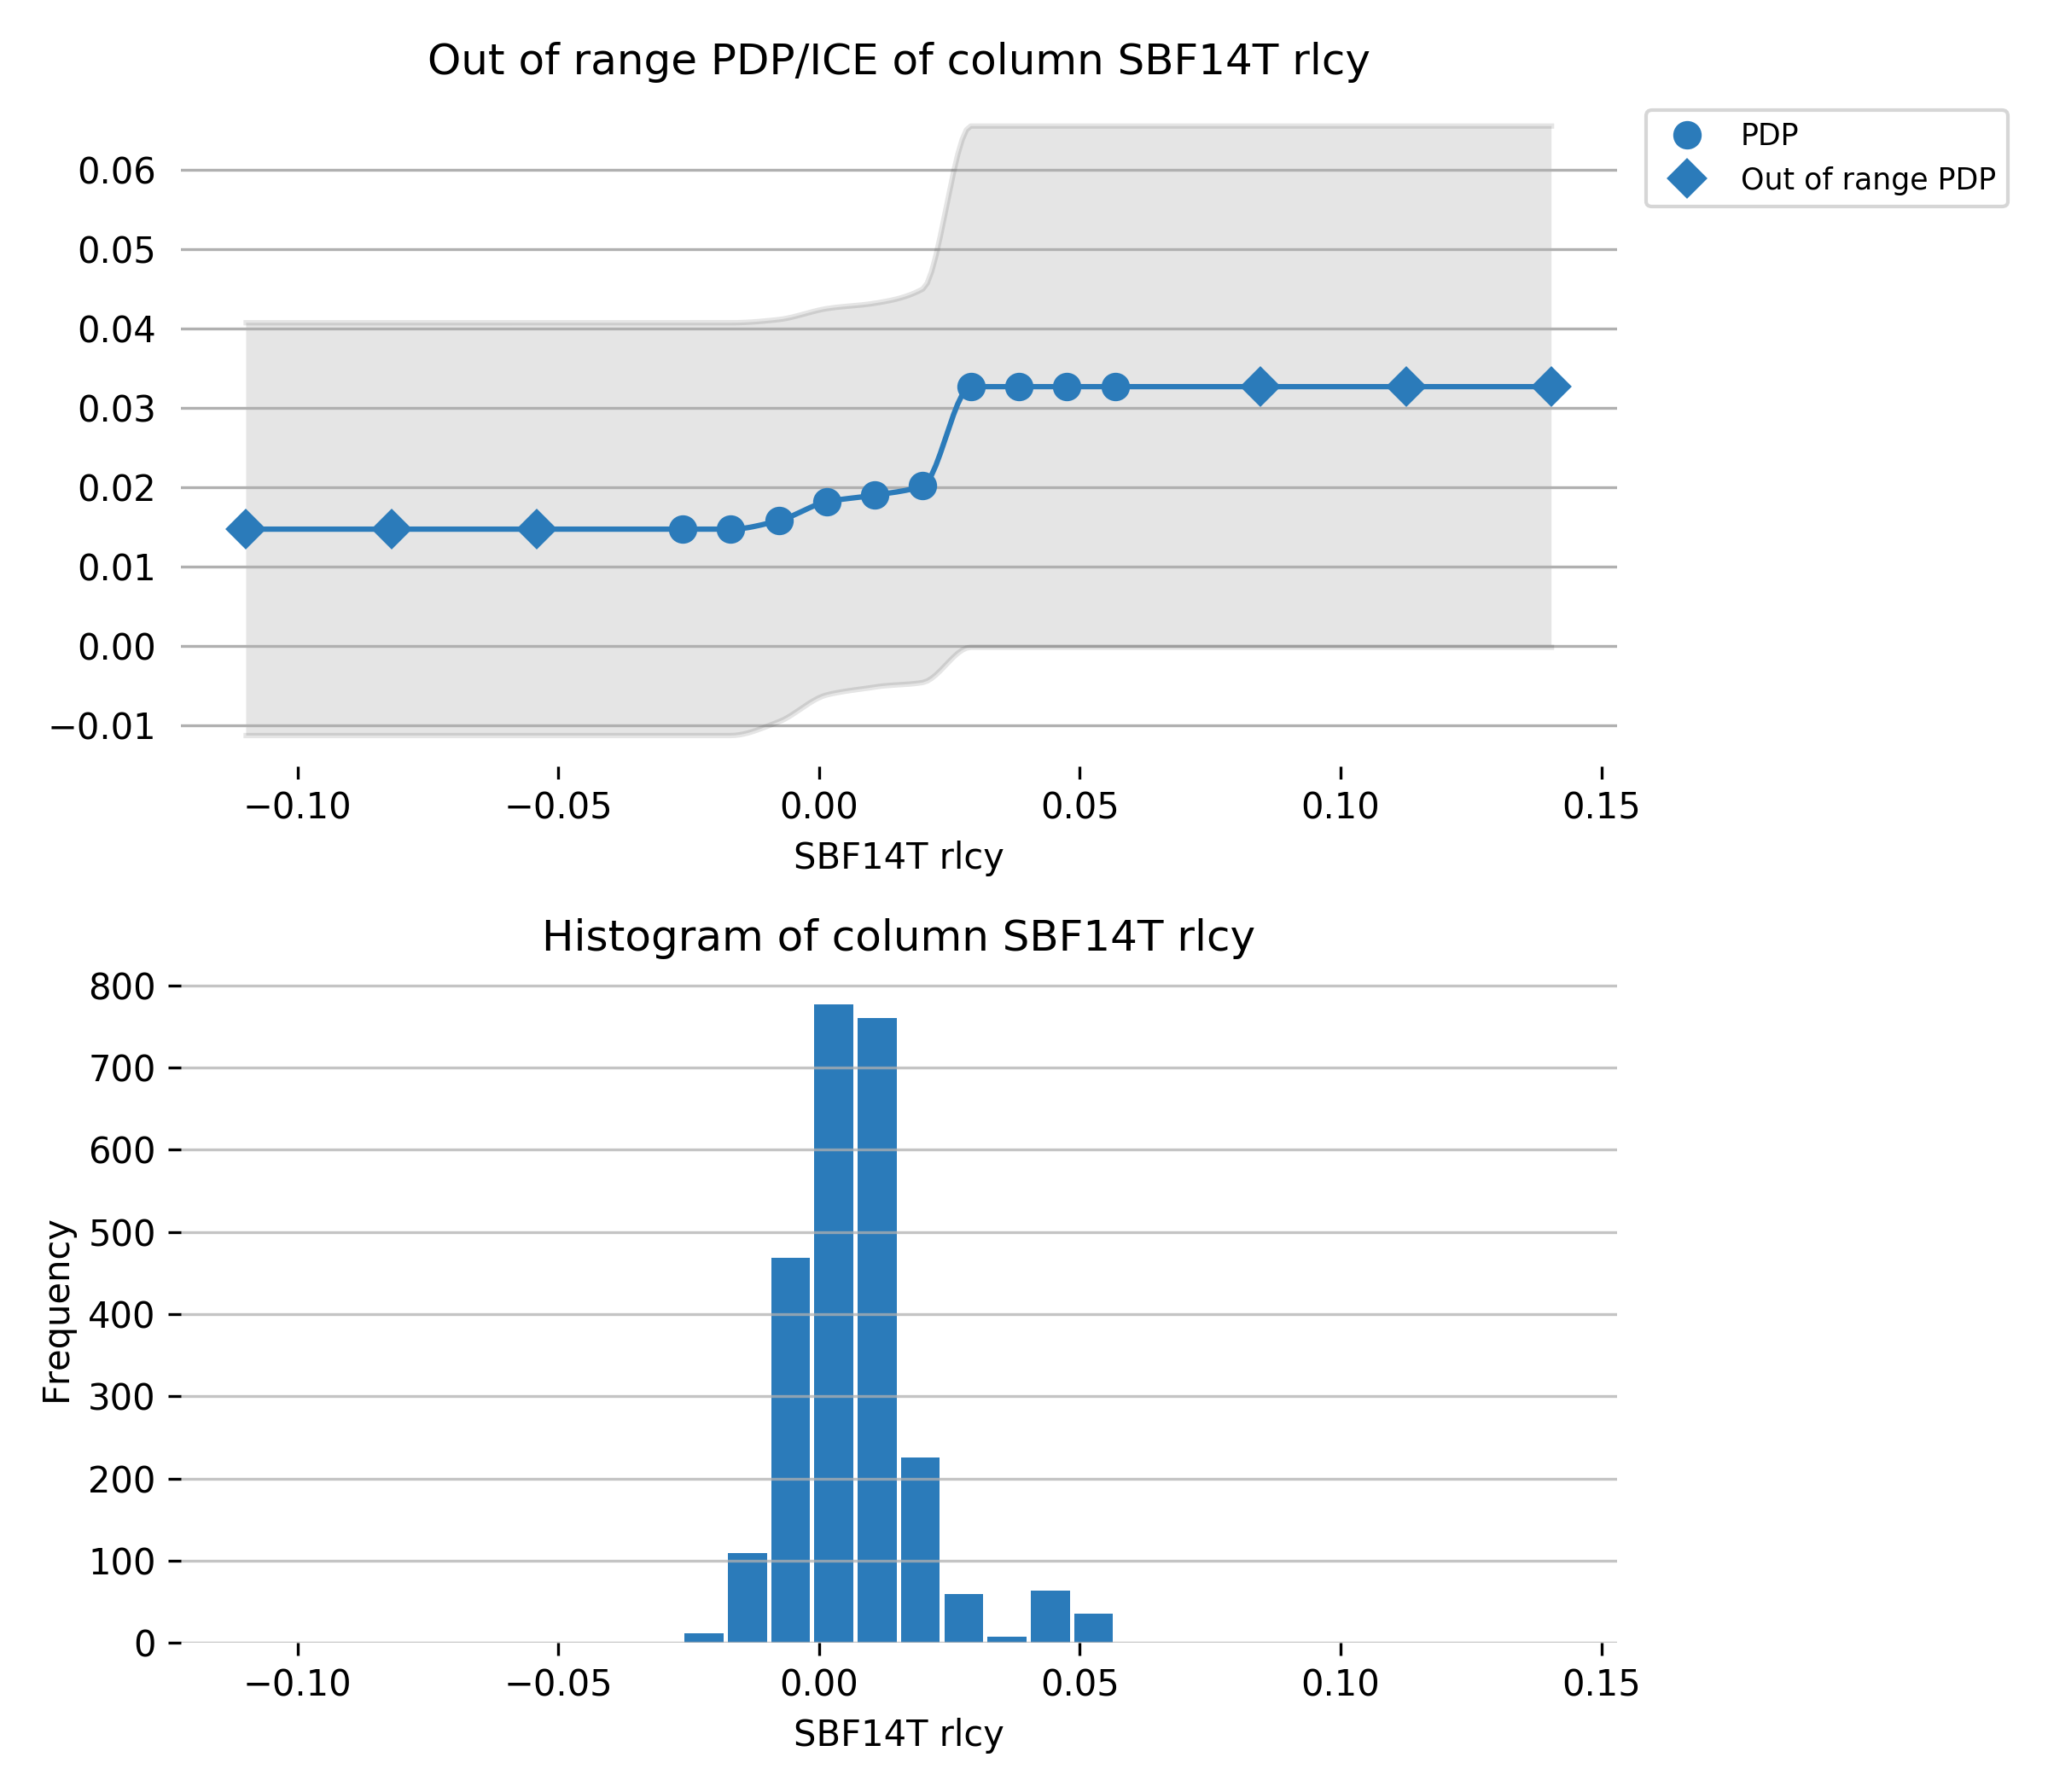 Out of range PDP/ICE of column SBF14T rlcy
PDP
Out of range PDP
0.06
0.05
0.04
0.03
0.02
0.01
0.00
−0.01
−0.10 −0.05 0.00 0.05 0.10 0.15
SBF14T rlcy
Histogram of column SBF14T rlcy
800
700
600
500
400
300
200
100
0
Frequency
−0.10 −0.05 0.00 0.05 0.10 0.15
SBF14T rlcy